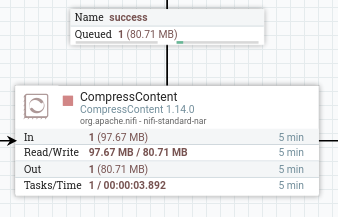 Name success
Queued 1 (80.71 MB)
CompressContent
CompressContent 1.14.0
org.apache.nifi - nifi-standard-nar
In 1 (97.67 MB) 5 min
Read/Write 97.67 MB / 80.71 MB 5 min
Out 1 (80.71 MB) 5 min
Tasks/Time 1 / 00:00:03.892 5 min